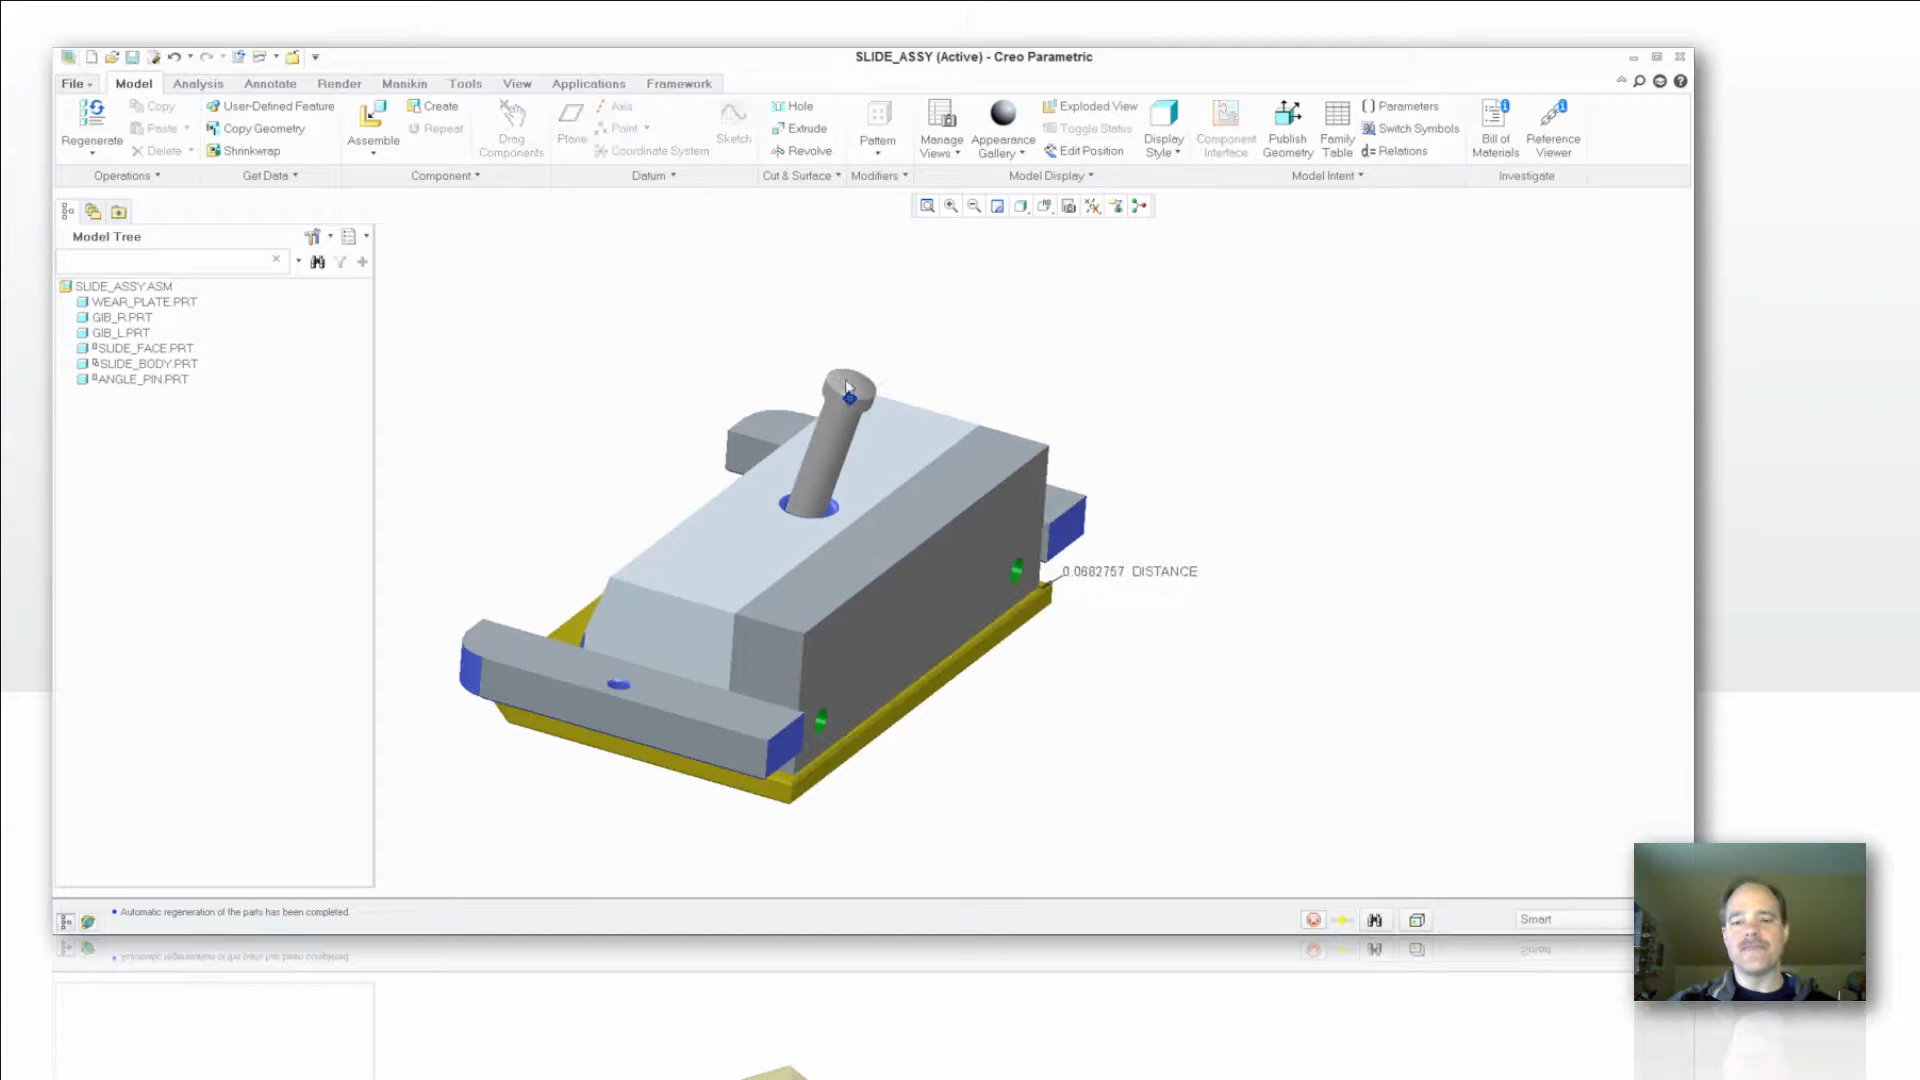 SLIDE_ASSY (Active) - Creo Parametric
File Model Analysis Annotate Render Manikin Tools View Applications Framework
Regenerate
Copy
Paste
Delete
Operations
User-Defined Feature
Copy Geometry
Shrinkwrap
Get Data
Assemble
Create
Repeat
Drag
Components
Component
Plane
Axis
Point
Coordinate System
Sketch
Datum
Hole
Extrude
Revolve
Cut & Surface
Pattern
Modifiers
Manage
Views
Appearance
Gallery
Exploded View
Toggle Status
Edit Position
Display
Style
Model Display
Component
Interface
Publish
Geometry
Family
Table
Parameters
Switch Symbols
d= Relations
Model Intent
Bill of
Materials
Reference
Viewer
Investigate
Model Tree
SLIDE_ASSY.ASM
WEAR_PLATE.PRT
GIB_R.PRT
GIB_L.PRT
SLIDE_FACE.PRT
SLIDE_BODY.PRT
ANGLE_PIN.PRT
0.0682757 DISTANCE
Automatic regeneration of the parts has been completed.
Smart